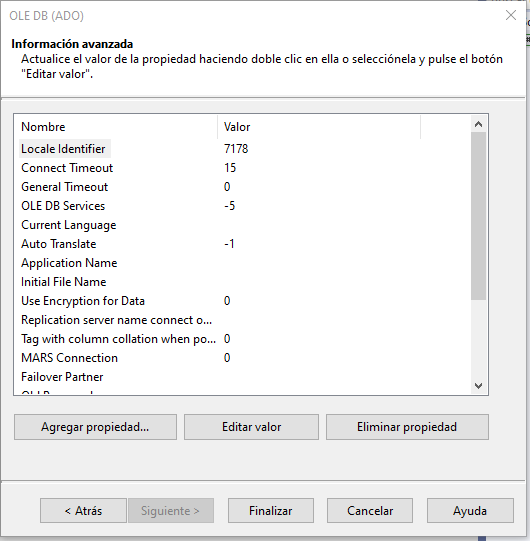 OLE DB (ADO)
Información avanzada
Actualice el valor de la propiedad haciendo doble clic en ella o selecciónela y pulse el botón
"Editar valor".
Nombre Valor
Locale Identifier 7178
Connect Timeout 15
General Timeout 0
OLE DB Services -5
Current Language
Auto Translate -1
Application Name
Initial File Name
Use Encryption for Data 0
Replication server name connect o...
Tag with column collation when po... 0
MARS Connection 0
Failover Partner
Agregar propiedad... Editar valor Eliminar propiedad
< Atrás Siguiente > Finalizar Cancelar Ayuda